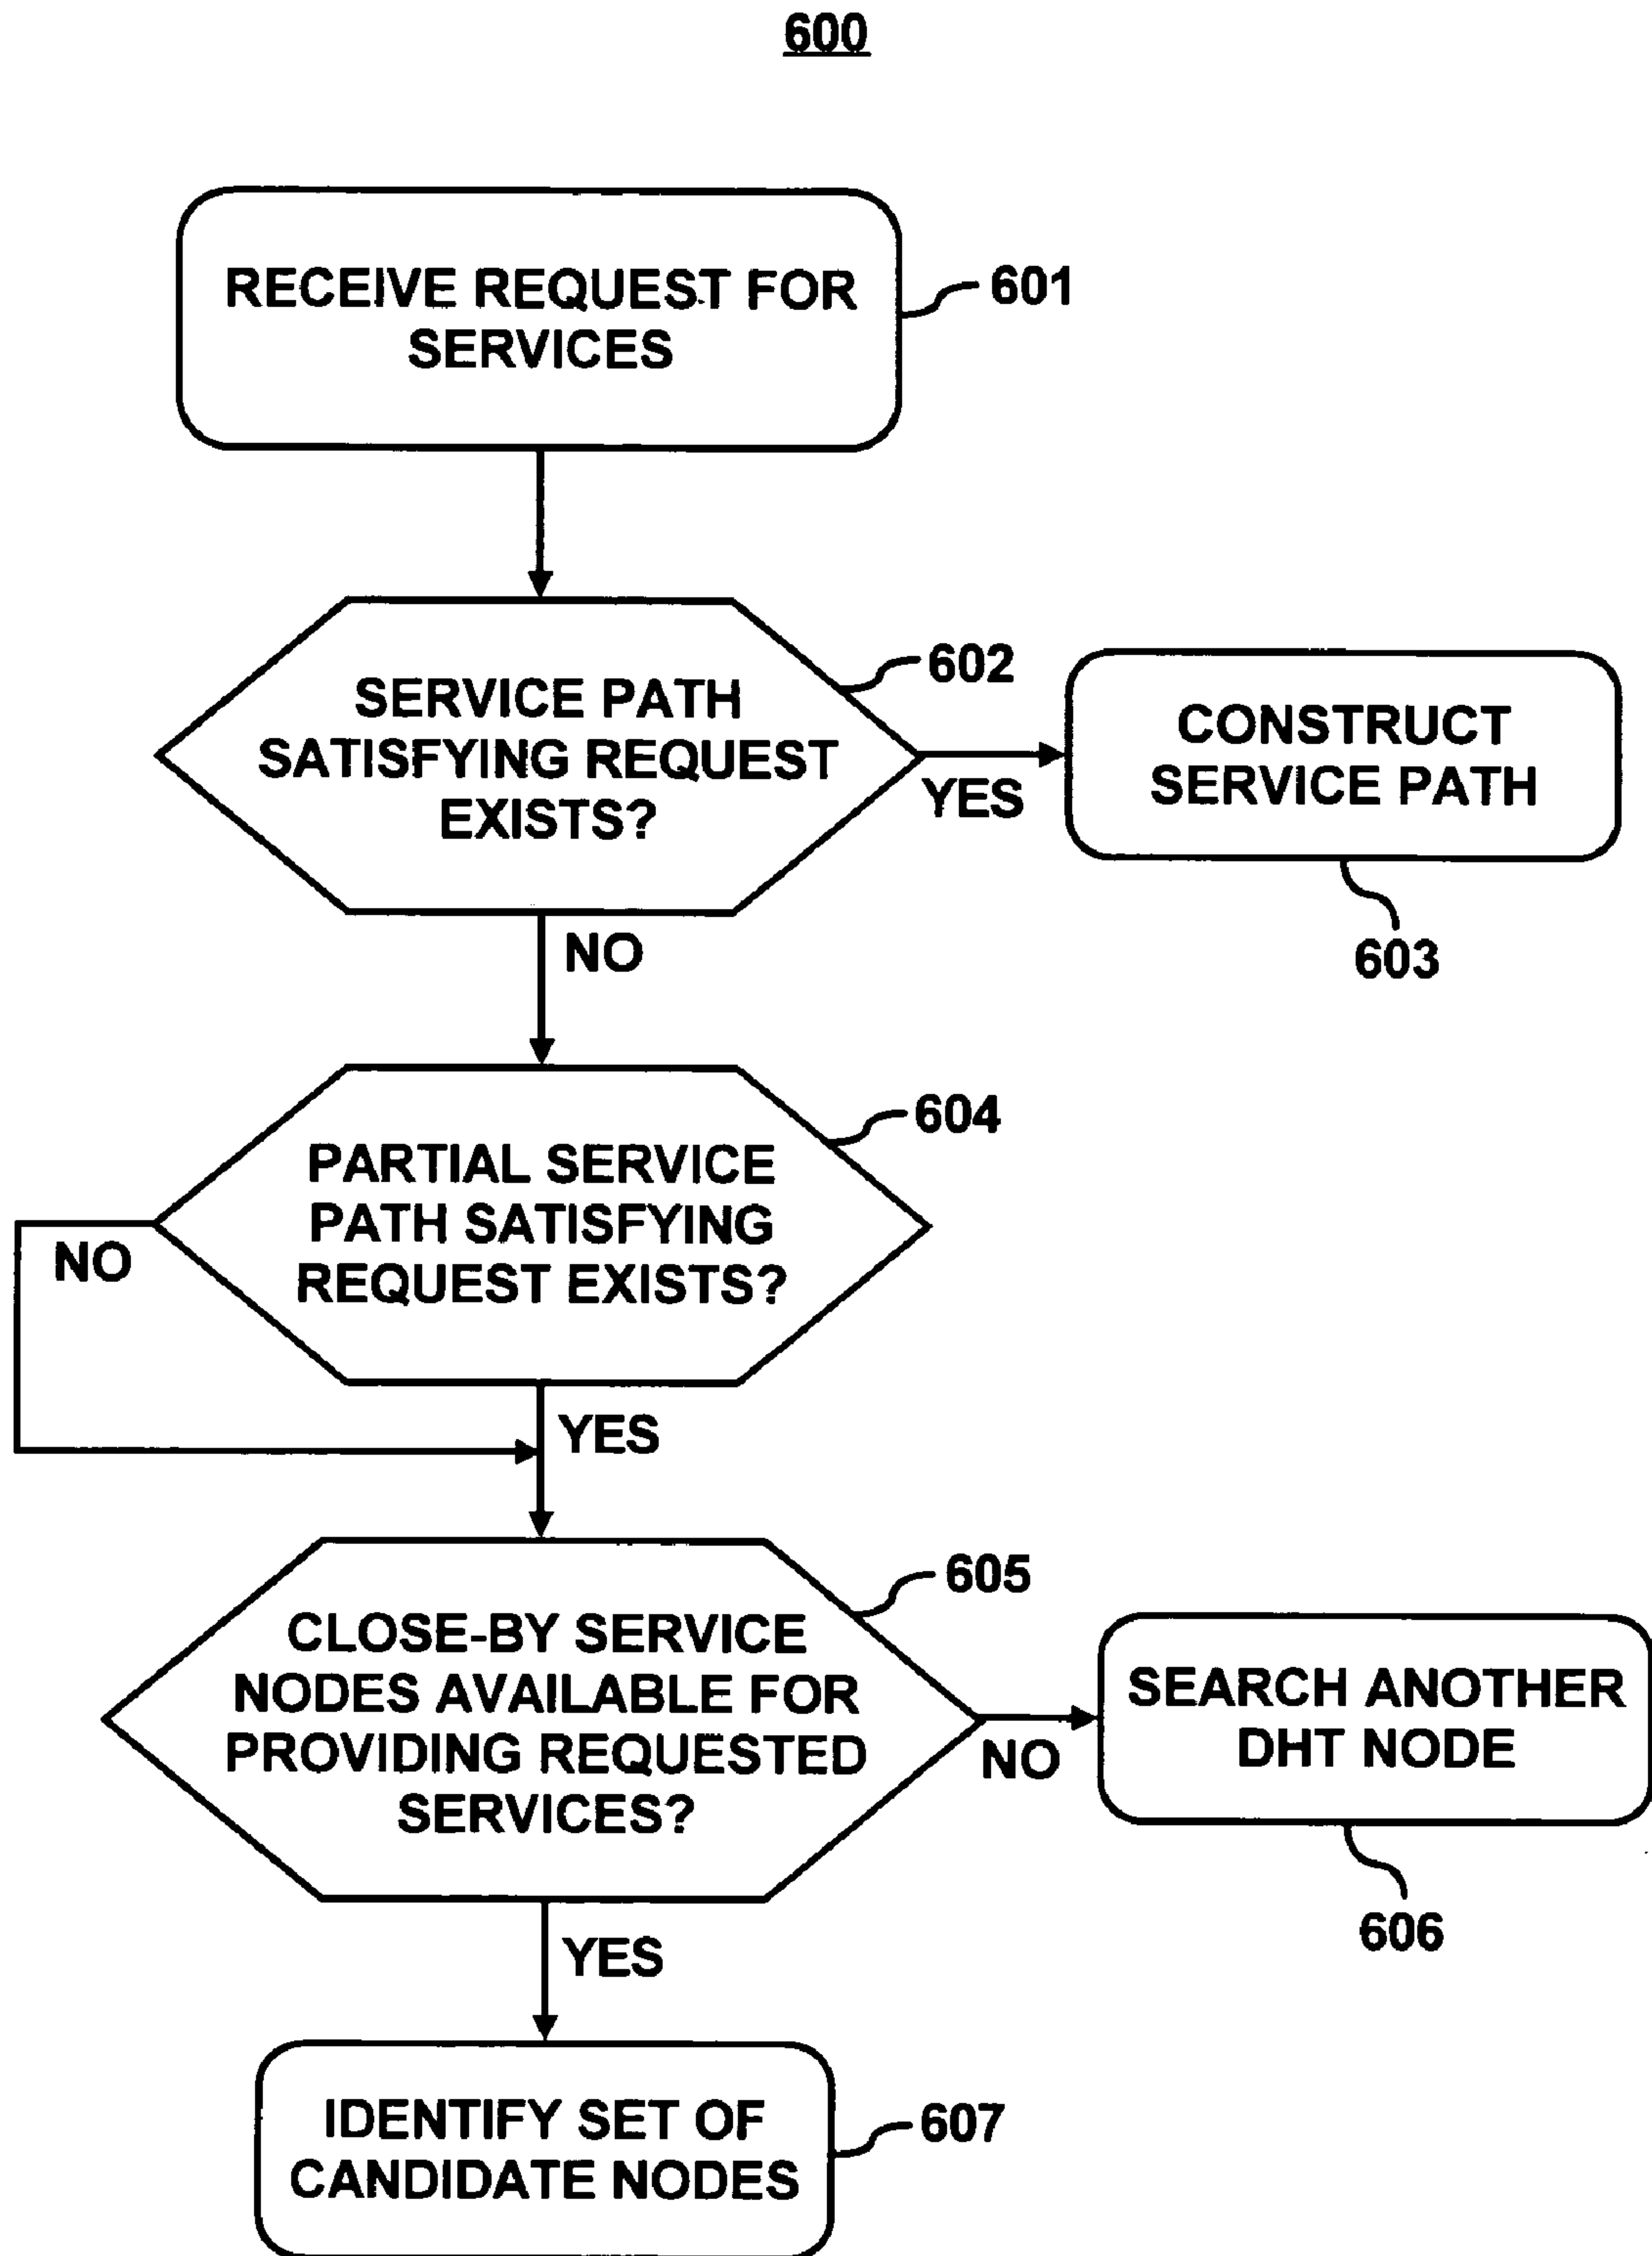 600
RECEIVE REQUEST FOR
SERVICES
601
SERVICE PATH
SATISFYING REQUEST
EXISTS?
602
YES
CONSTRUCT
SERVICE PATH
603
NO
PARTIAL SERVICE
PATH SATISFYING
REQUEST EXISTS?
604
NO
YES
CLOSE-BY SERVICE
NODES AVAILABLE FOR
PROVIDING REQUESTED
SERVICES?
605
NO
SEARCH ANOTHER
DHT NODE
606
YES
IDENTIFY SET OF
CANDIDATE NODES
607